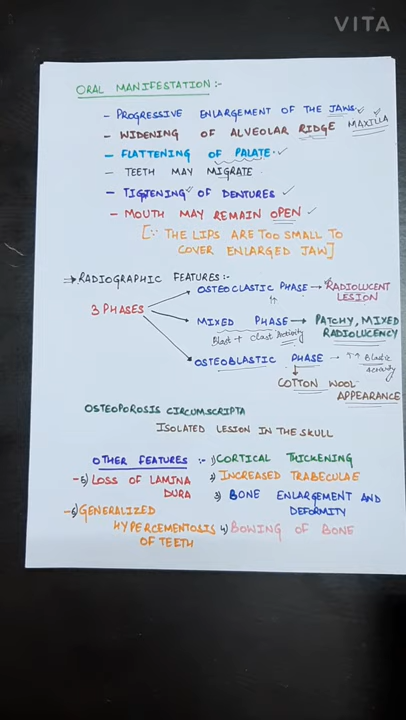 VITA
ORAL MANIFESTATION :-
- PROGRESSIVE ENLARGEMENT OF THE JAWS.
- WIDENING OF ALVEOLAR RIDGE MAXILLA
- FLATTENING OF PALATE.
- TEETH MAY MIGRATE
- TIGTENING OF DENTURES
- MOUTH MAY REMAIN OPEN
[∵ THE LIPS ARE TOO SMALL TO
COVER ENLARGED JAW]
⇒ RADIOGRAPHIC FEATURES :-
3 PHASES
OSTEOCLASTIC PHASE → RADIOLUCENT
LESION
↑↑
MIXED PHASE → PATCHY, MIXED
RADIOLUCENCY
Blast + Clast Activity
OSTEOBLASTIC PHASE → ↑↑ Blastic
activity
COTTON WOOL
APPEARANCE
OSTEOPOROSIS CIRCUMSCRIPTA
ISOLATED LESION IN THE SKULL
OTHER FEATURES :- 1) CORTICAL THICKENING
2) INCREASED TRABECULAE
3) BONE ENLARGEMENT AND
DEFORMITY
4) BOWING OF BONE
- 5) LOSS OF LAMINA
DURA
- 6) GENERALIZED
HYPERCEMENTOSIS
OF TEETH